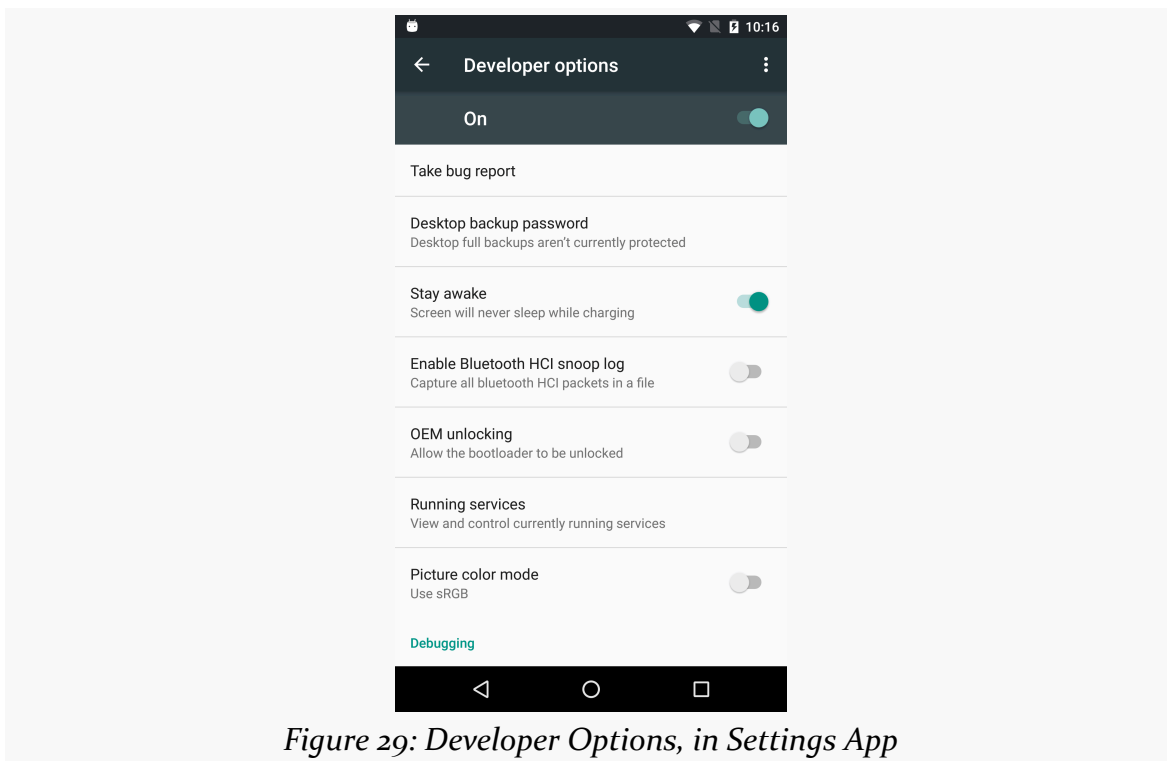 10:16
Developer options
On
Take bug report
Desktop backup password
Desktop full backups aren't currently protected
Stay awake
Screen will never sleep while charging
Enable Bluetooth HCI snoop log
Capture all bluetooth HCI packets in a file
OEM unlocking
Allow the bootloader to be unlocked
Running services
View and control currently running services
Picture color mode
Use sRGB
Debugging
Figure 29: Developer Options, in Settings App